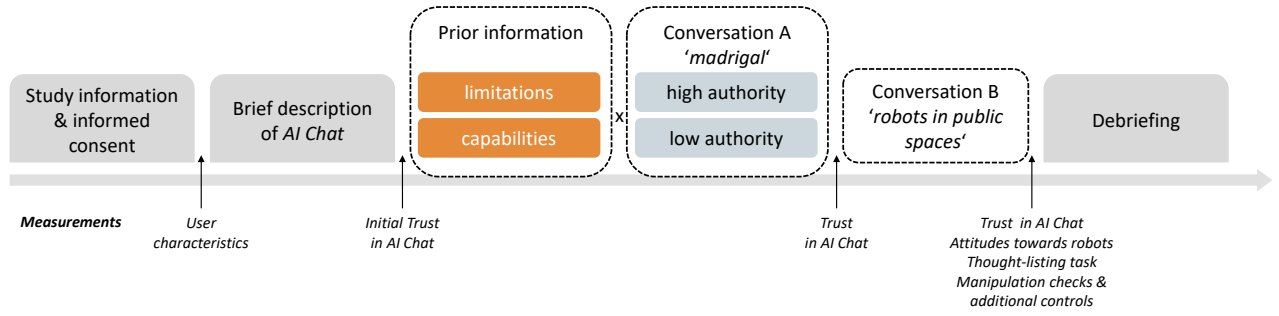 Study information
& informed
consent
Brief description
of AI Chat
Prior information
limitations
capabilities
x
Conversation A
‘madrigal‘
high authority
low authority
Conversation B
‘robots in public
spaces‘
Debriefing
Measurements
User
characteristics
Initial Trust
in AI Chat
Trust
in AI Chat
Trust in AI Chat
Attitudes towards robots
Thought-listing task
Manipulation checks &
additional controls